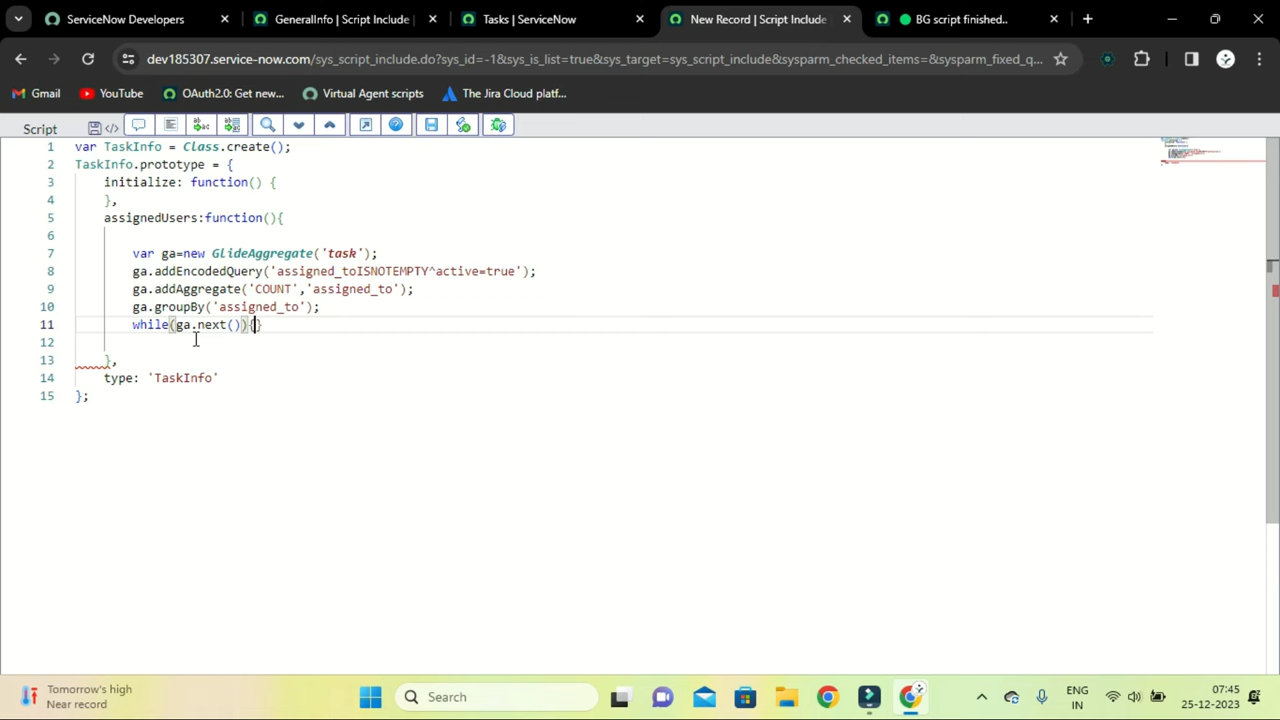 ServiceNow Developers
GeneralInfo | Script Include
Tasks | ServiceNow
New Record | Script Include
BG script finished..
dev185307.service-now.com/sys_script_include.do?sys_id=-1&sys_is_list=true&sys_target=sys_script_include&sysparm_checked_items=&sysparm_fixed_q...
Gmail
YouTube
OAuth2.0: Get new...
Virtual Agent scripts
The Jira Cloud platf...
Script
1 var TaskInfo = Class.create();
2 TaskInfo.prototype = {
3 initialize: function() {
4 },
5 assignedUsers:function(){
6
7 var ga=new GlideAggregate('task');
8 ga.addEncodedQuery('assigned_toISNOTEMPTY^active=true');
9 ga.addAggregate('COUNT','assigned_to');
10 ga.groupBy('assigned_to');
11 while(ga.next()){}
12
13 },
14 type: 'TaskInfo'
15 };
Tomorrow's high
Near record
Search
ENG
IN
07:45
25-12-2023